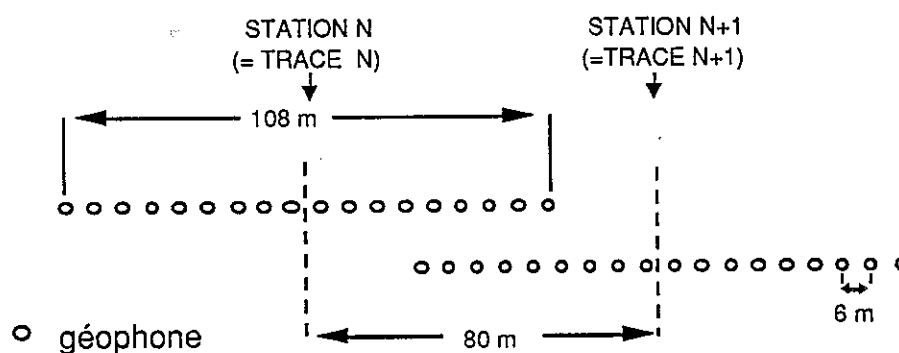 STATION N
(= TRACE N)
STATION N+1
(=TRACE N+1)
108 m
6 m
géophone
80 m